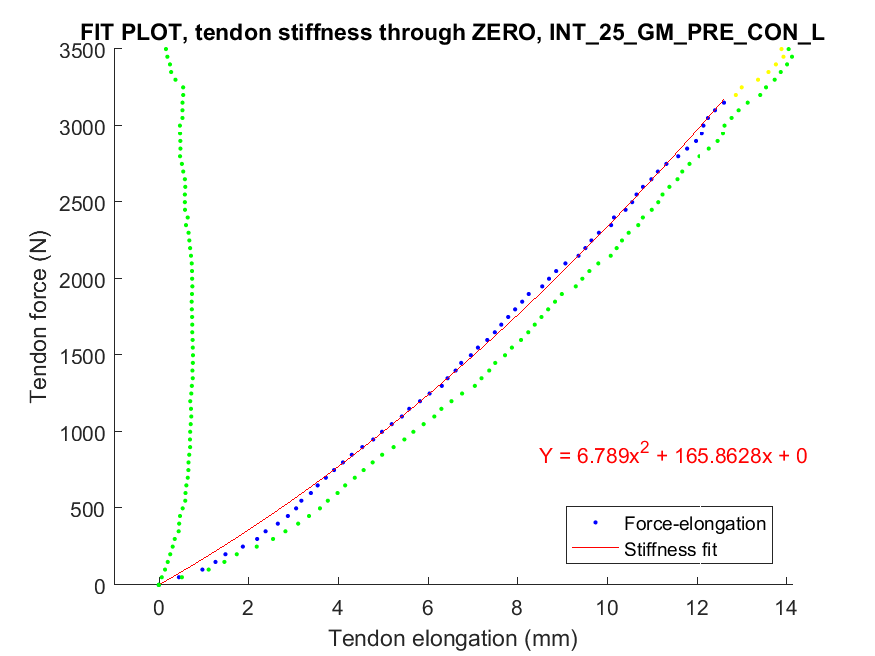 FIT PLOT, tendon stiffness through ZERO, INT_25_GM_PRE_CON_L
3500
3000
2500
2000
1500
1000
500
0
Tendon force (N)
Y = 6.789x² + 165.8628x + 0
Force-elongation
Stiffness fit
0 2 4 6 8 10 12 14
Tendon elongation (mm)